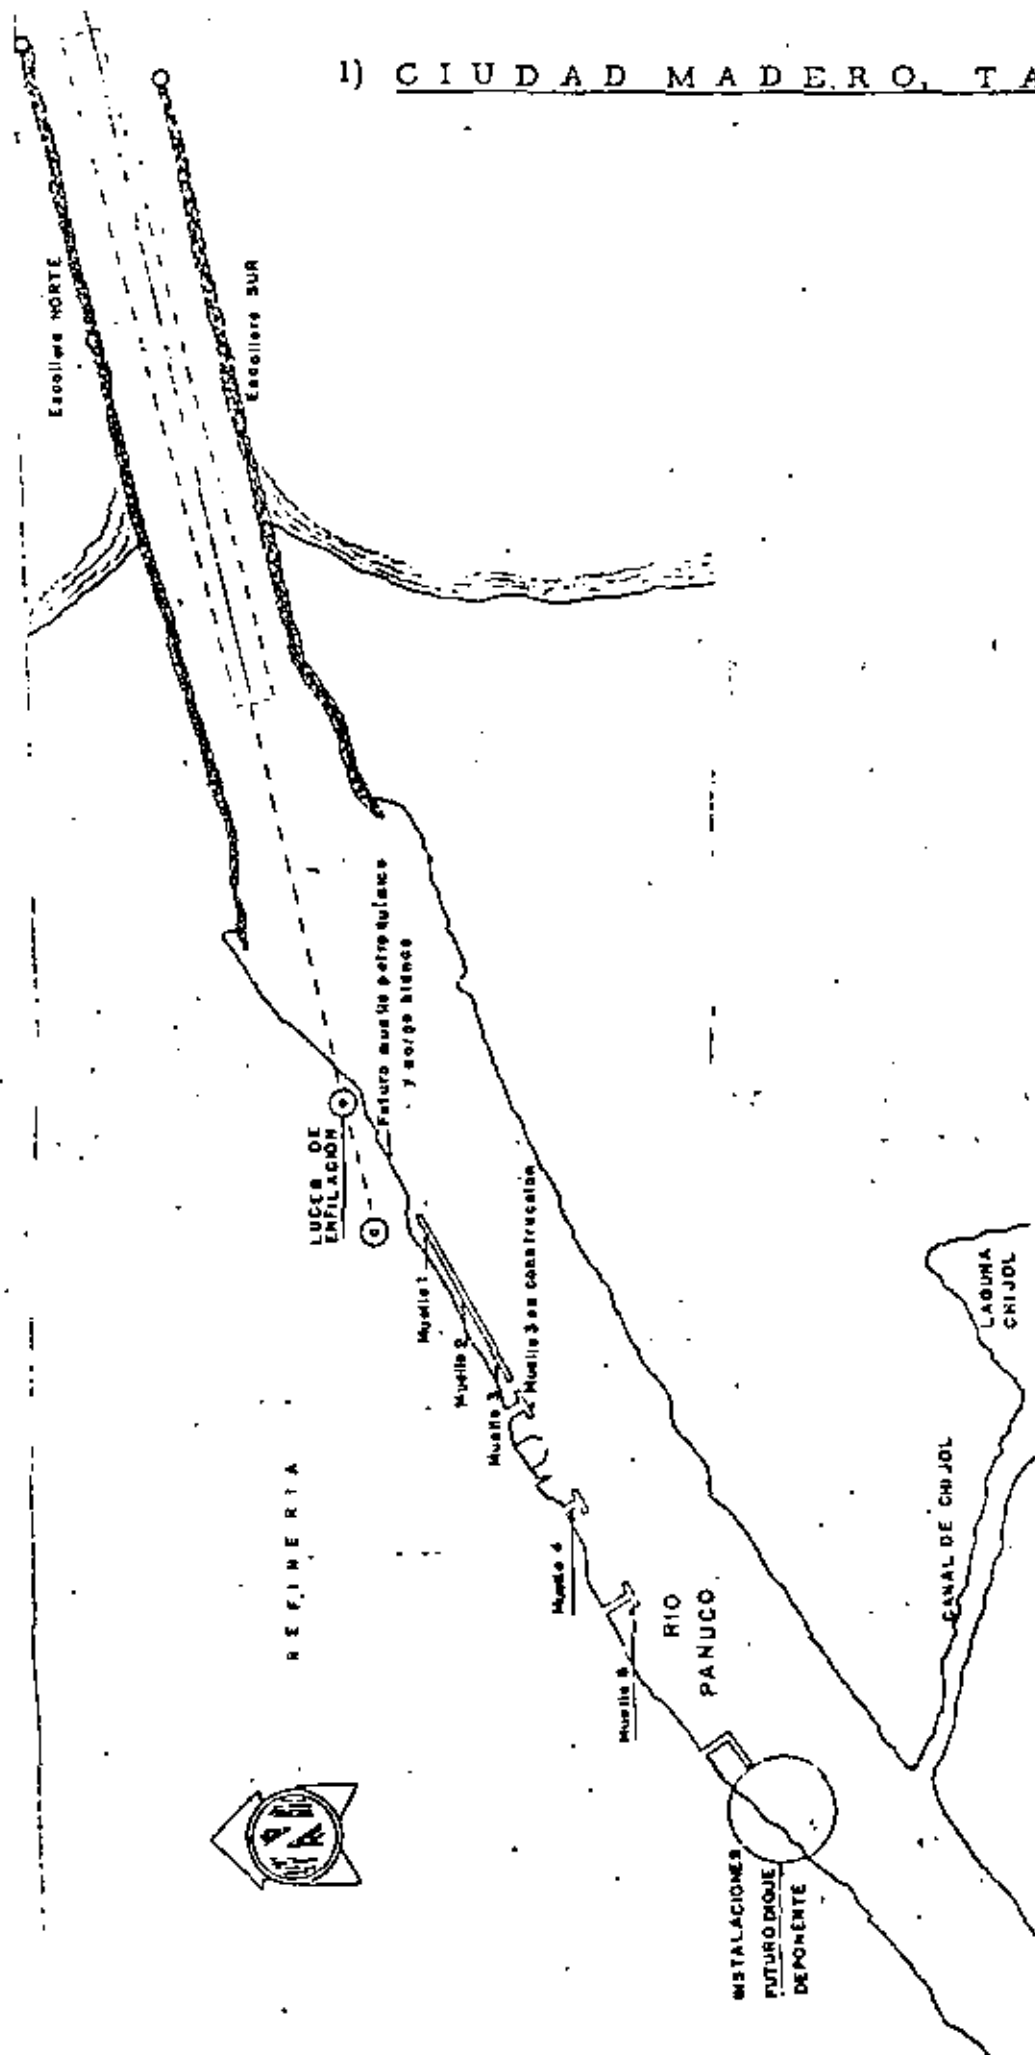 1) CIUDAD MADERO, TA
Escollera NORTE
Escollera SUR
Futuro muelle petroquímico
y amigo blanco
LUCES DE
ENFILACIÓN
Muelle 1
Muelle 2
Muelle 3
Muelle 3 en construcción
REFINERIA
Muelle 4
Muelle 5
RIO
PANUCO
LAGUNA
CHIJOL
CANAL DE CHIJOL
INSTALACIONES
FUTURO DIQUE
DEPONENTE